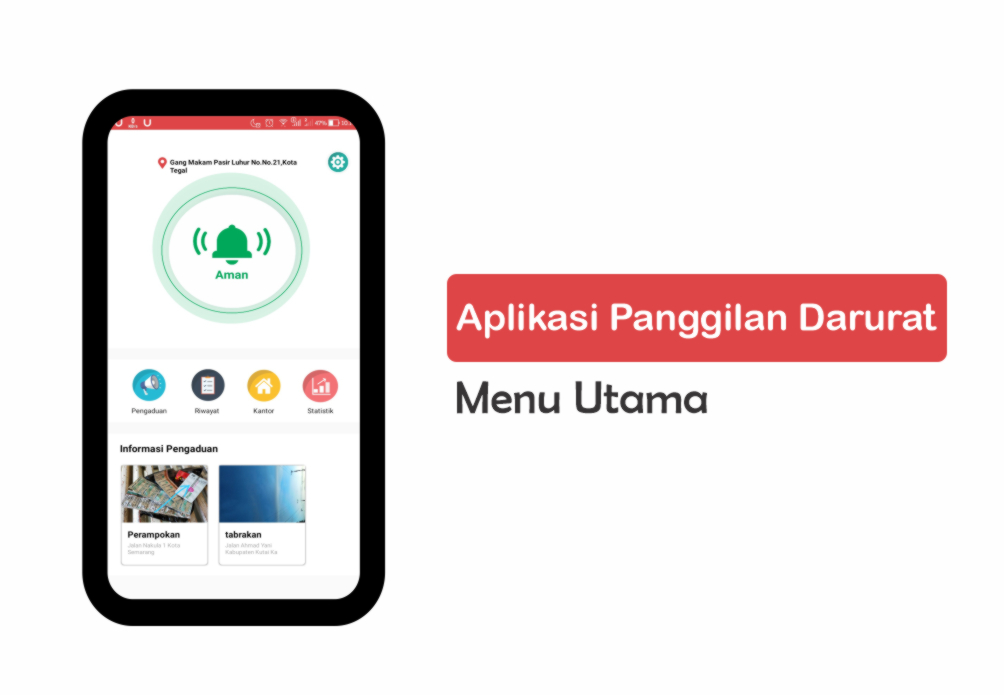 47%
Gang Makam Pasir Luhur No.No.21,Kota
Tegal
Aman
Pengaduan
Riwayat
Kantor
Statistik
Informasi Pengaduan
Perampokan
Jalan Nakula 1 Kota
Semarang
tabrakan
Jalan Ahmad Yani
Kabupaten Kutai Ka
Aplikasi Panggilan Darurat
Menu Utama